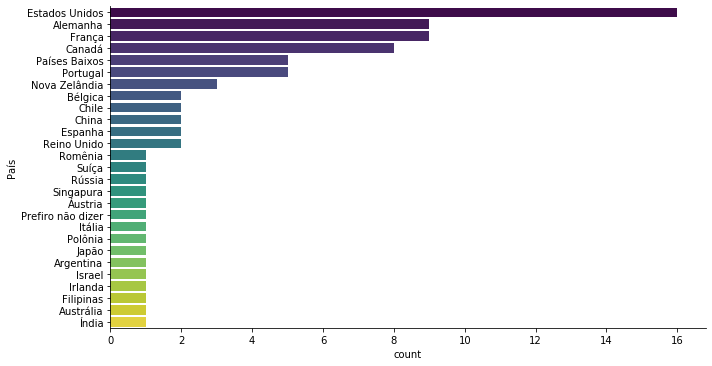 Estados Unidos
Alemanha
França
Canadá
Países Baixos
Portugal
Nova Zelândia
Bélgica
Chile
China
Espanha
Reino Unido
Romênia
Suíça
Rússia
Singapura
Áustria
Prefiro não dizer
Itália
Polônia
Japão
Argentina
Israel
Irlanda
Filipinas
Austrália
Índia
País
0 2 4 6 8 10 12 14 16
count